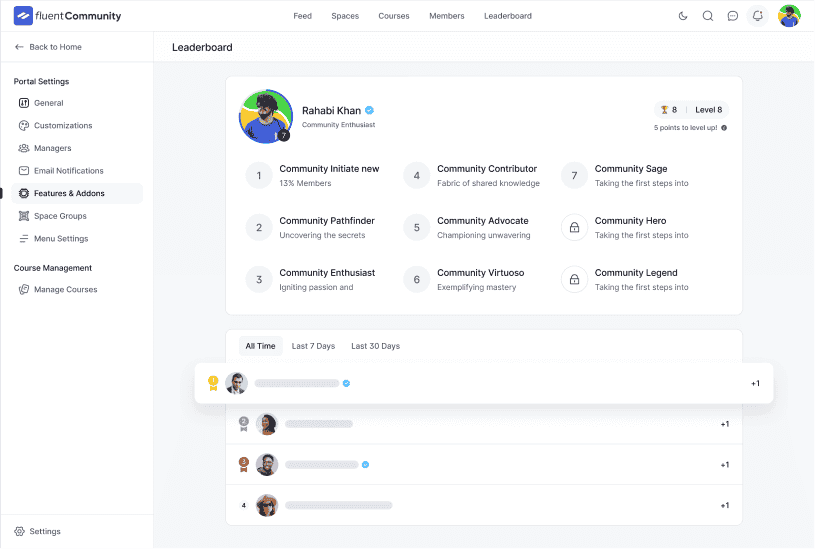 fluentCommunity
Feed Spaces Courses Members Leaderboard
Back to Home
Leaderboard
Portal Settings
General
Customizations
Managers
Email Notifications
Features & Addons
Space Groups
Menu Settings
Course Management
Manage Courses
Settings
Rahabi Khan
Community Enthusiast
7
8 Level 8
5 points to level up!
1 Community Initiate new
13% Members
4 Community Contributor
Fabric of shared knowledge
7 Community Sage
Taking the first steps into
2 Community Pathfinder
Uncovering the secrets
5 Community Advocate
Championing unwavering
Community Hero
Taking the first steps into
3 Community Enthusiast
Igniting passion and
6 Community Virtuoso
Exemplifying mastery
Community Legend
Taking the first steps into
All Time Last 7 Days Last 30 Days
1 +1
2 +1
3 +1
4 +1